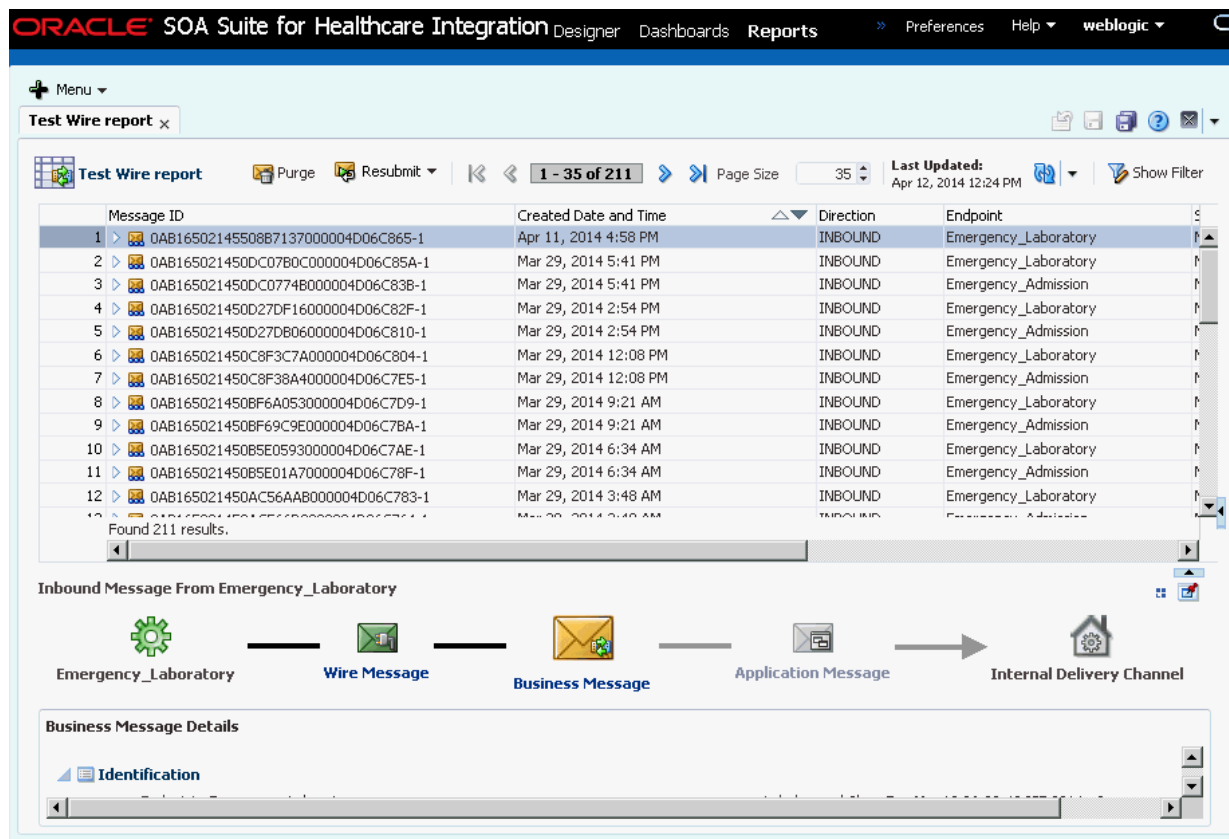 ORACLE SOA Suite for Healthcare Integration Designer Dashboards Reports » Preferences Help weblogic
Menu
Test Wire report
Test Wire report Purge Resubmit 1 - 35 of 211 Page Size 35 Last Updated: Apr 12, 2014 12:24 PM Show Filter
Message ID Created Date and Time Direction Endpoint
1 0AB16502145508B7137000004D06C865-1 Apr 11, 2014 4:58 PM INBOUND Emergency_Laboratory
2 0AB165021450DC07B0C000004D06C85A-1 Mar 29, 2014 5:41 PM INBOUND Emergency_Laboratory
3 0AB165021450DC0774B000004D06C83B-1 Mar 29, 2014 5:41 PM INBOUND Emergency_Admission
4 0AB165021450D27DF16000004D06C82F-1 Mar 29, 2014 2:54 PM INBOUND Emergency_Laboratory
5 0AB165021450D27DB06000004D06C810-1 Mar 29, 2014 2:54 PM INBOUND Emergency_Admission
6 0AB165021450C8F3C7A000004D06C804-1 Mar 29, 2014 12:08 PM INBOUND Emergency_Laboratory
7 0AB165021450C8F38A4000004D06C7E5-1 Mar 29, 2014 12:08 PM INBOUND Emergency_Admission
8 0AB165021450BF6A053000004D06C7D9-1 Mar 29, 2014 9:21 AM INBOUND Emergency_Laboratory
9 0AB165021450BF69C9E000004D06C7BA-1 Mar 29, 2014 9:21 AM INBOUND Emergency_Admission
10 0AB165021450B5E0593000004D06C7AE-1 Mar 29, 2014 6:34 AM INBOUND Emergency_Laboratory
11 0AB165021450B5E01A7000004D06C78F-1 Mar 29, 2014 6:34 AM INBOUND Emergency_Admission
12 0AB165021450AC56AAB000004D06C783-1 Mar 29, 2014 3:48 AM INBOUND Emergency_Laboratory
Found 211 results.
Inbound Message From Emergency_Laboratory
Emergency_Laboratory Wire Message Business Message Application Message Internal Delivery Channel
Business Message Details
Identification